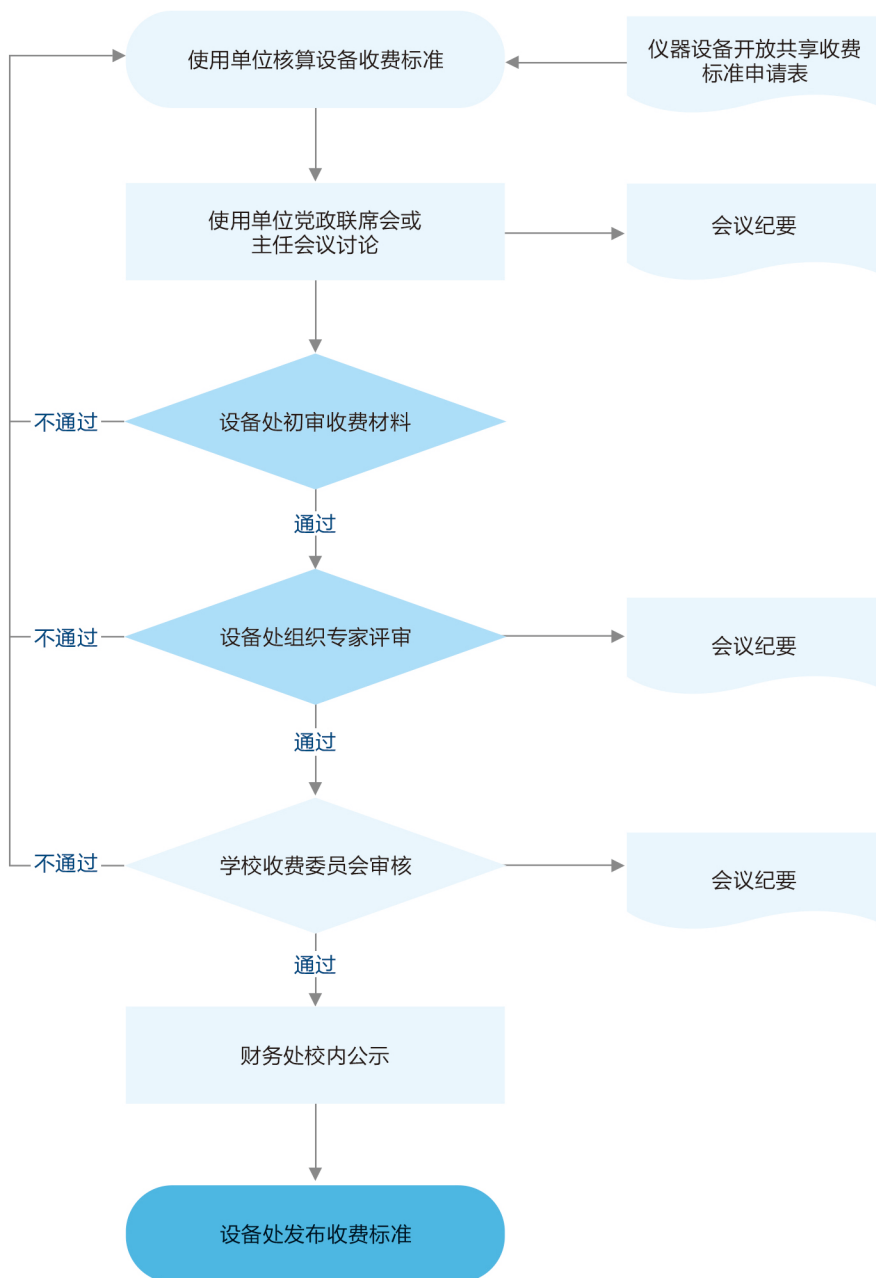 使用单位核算设备收费标准
仪器设备开放共享收费
标准申请表
使用单位党政联席会或
主任会议讨论
会议纪要
设备处初审收费材料
不通过
通过
设备处组织专家评审
不通过
会议纪要
通过
学校收费委员会审核
不通过
会议纪要
通过
财务处校内公示
设备处发布收费标准